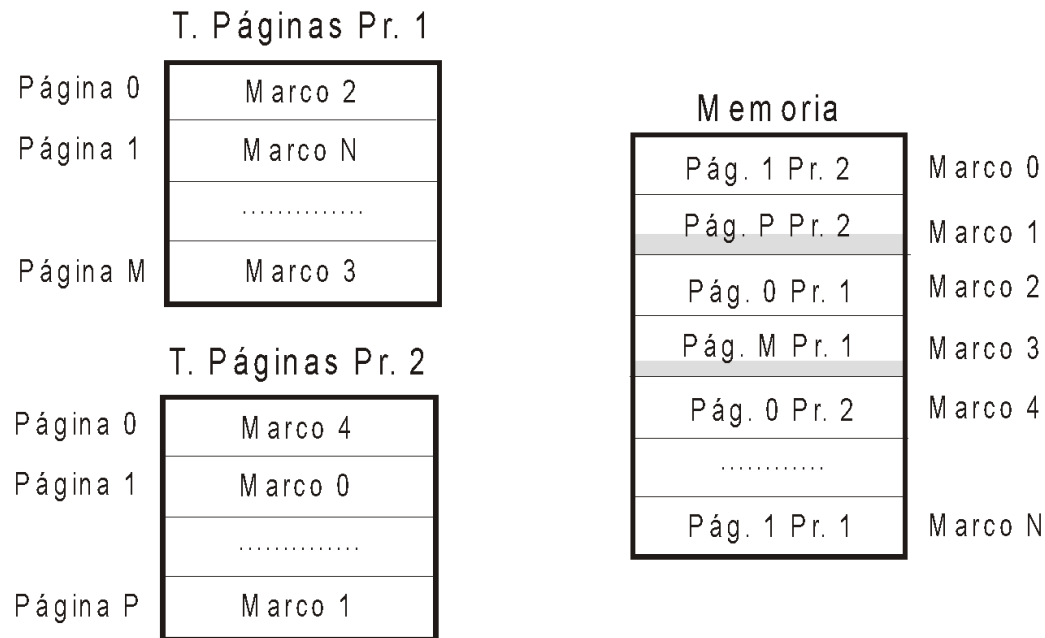 T. Páginas Pr. 1
Página 0 Marco 2
Página 1 Marco N
..............
Página M Marco 3
T. Páginas Pr. 2
Página 0 Marco 4
Página 1 Marco 0
..............
Página P Marco 1
Memoria
Pág. 1 Pr. 2 Marco 0
Pág. P Pr. 2 Marco 1
Pág. 0 Pr. 1 Marco 2
Pág. M Pr. 1 Marco 3
Pág. 0 Pr. 2 Marco 4
............
Pág. 1 Pr. 1 Marco N